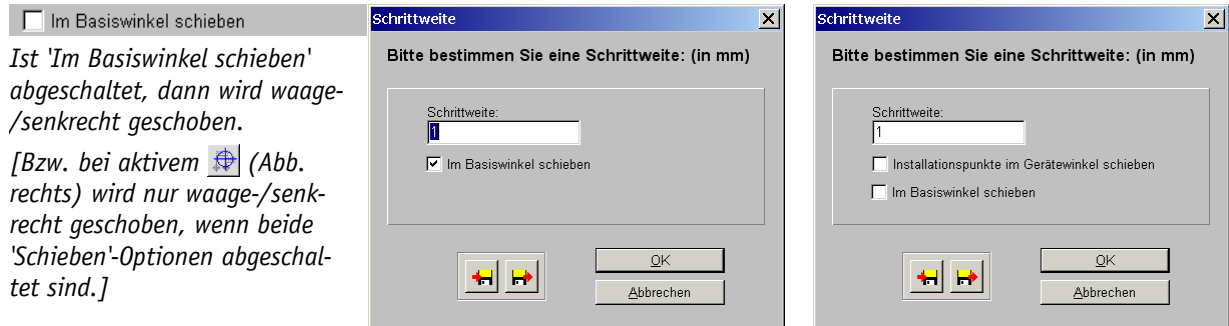 Im Basiswinkel schieben
Ist 'Im Basiswinkel schieben'
abgeschaltet, dann wird waage-
/senkrecht geschoben.
[Bzw. bei aktivem (Abb.
rechts) wird nur waage-/senk-
recht geschoben, wenn beide
'Schieben'-Optionen abgeschal-
tet sind.]
Schrittweite
Bitte bestimmen Sie eine Schrittweite: (in mm)
Schrittweite:
1
Im Basiswinkel schieben
OK
Abbrechen
Schrittweite
Bitte bestimmen Sie eine Schrittweite: (in mm)
Schrittweite:
1
Installationspunkte im Gerätewinkel schieben
Im Basiswinkel schieben
OK
Abbrechen